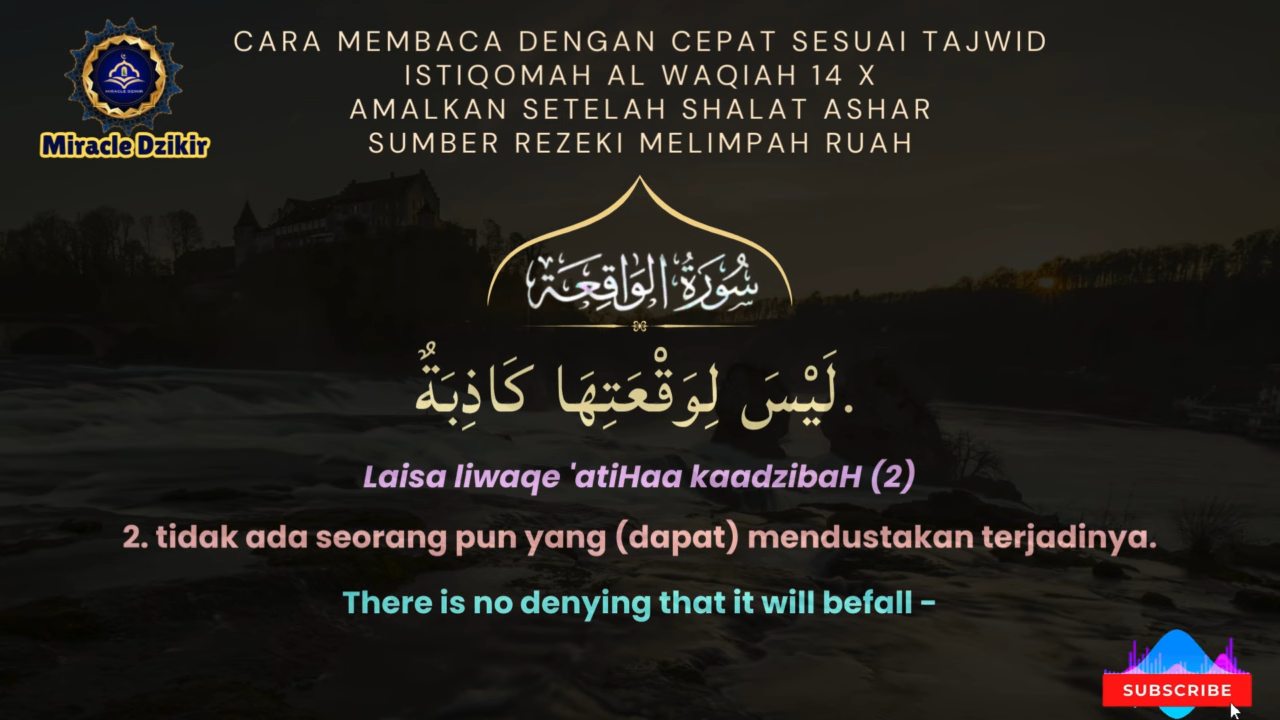 CARA MEMBACA DENGAN CEPAT SESUAI TAJWID
ISTIQOMAH AL WAQIAH 14 X
AMALKAN SETELAH SHALAT ASHAR
SUMBER REZEKI MELIMPAH RUAH
MIRACLE DZIKIR
Miracle Dzikir
سُورَةُ الوَاقِعَة
لَيْسَ لِوَقْعَتِهَا كَاذِبَةٌ.
Laisa liwaqe 'atiHaa kaadzibaH (2)
2. tidak ada seorang pun yang (dapat) mendustakan terjadinya.
There is no denying that it will befall -
SUBSCRIBE